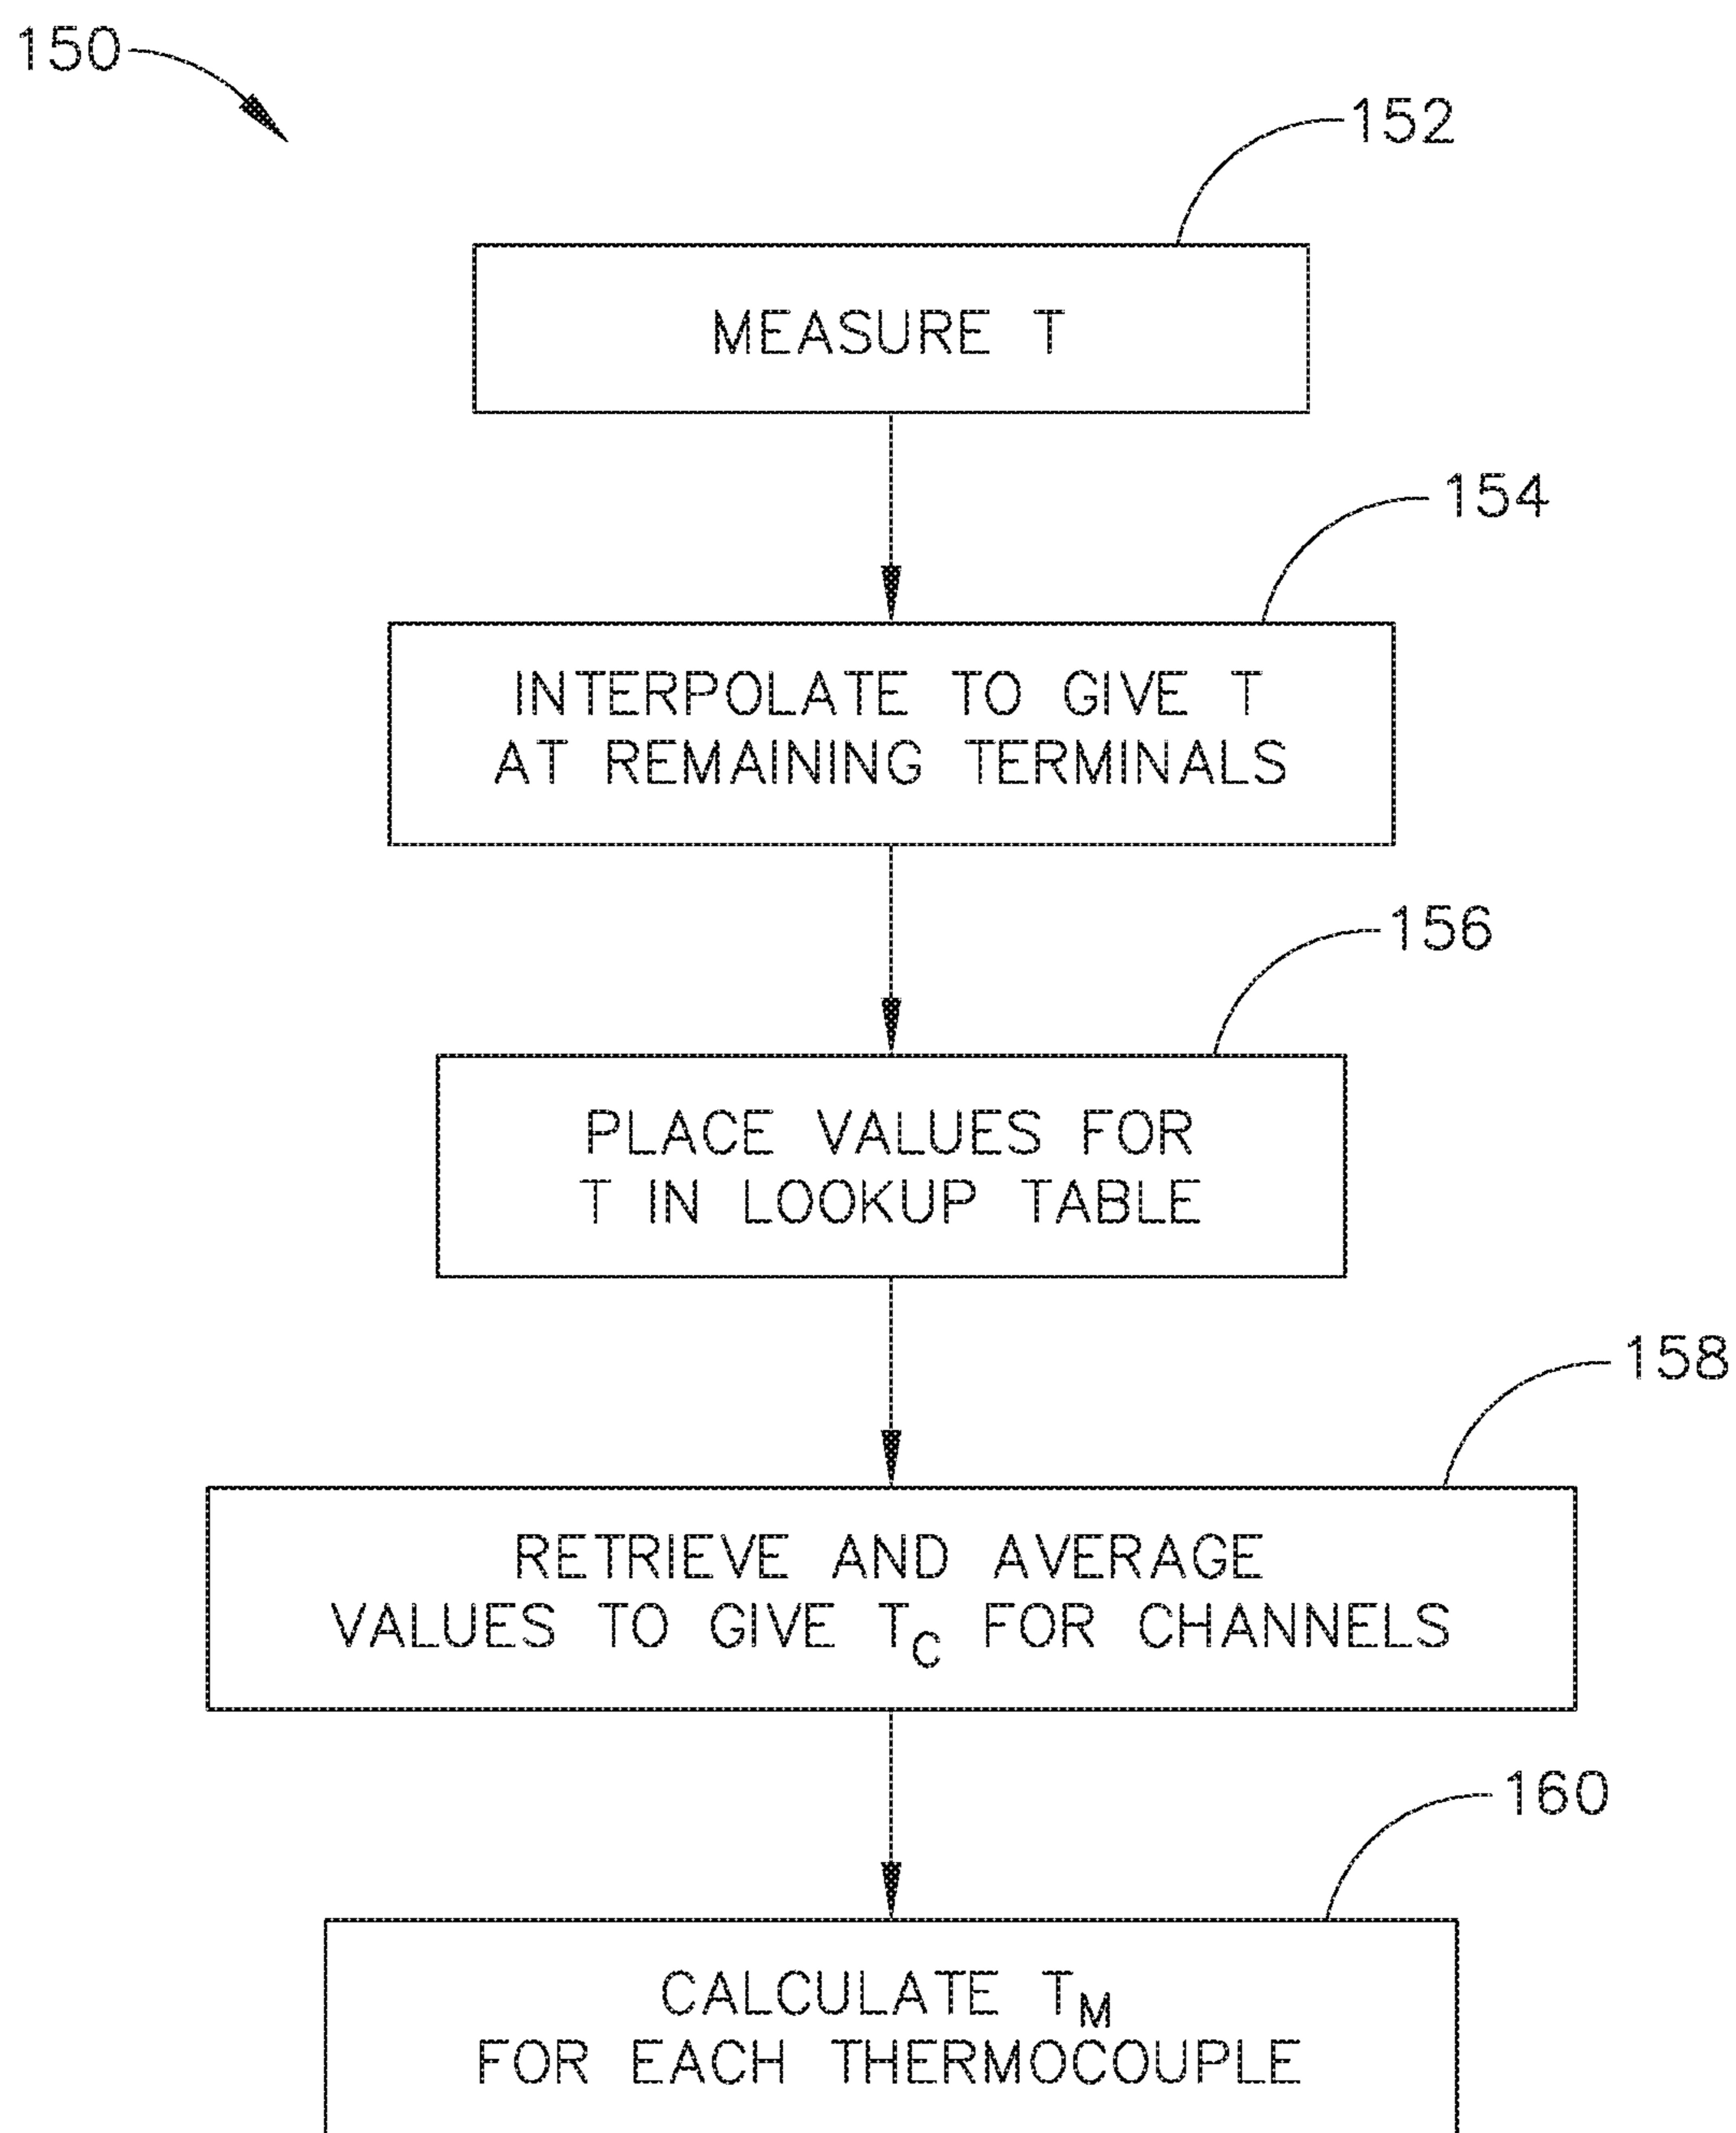 150
152
MEASURE T
154
INTERPOLATE TO GIVE T
AT REMAINING TERMINALS
156
PLACE VALUES FOR
T IN LOOKUP TABLE
158
RETRIEVE AND AVERAGE
VALUES TO GIVE TC FOR CHANNELS
160
CALCULATE TM
FOR EACH THERMOCOUPLE